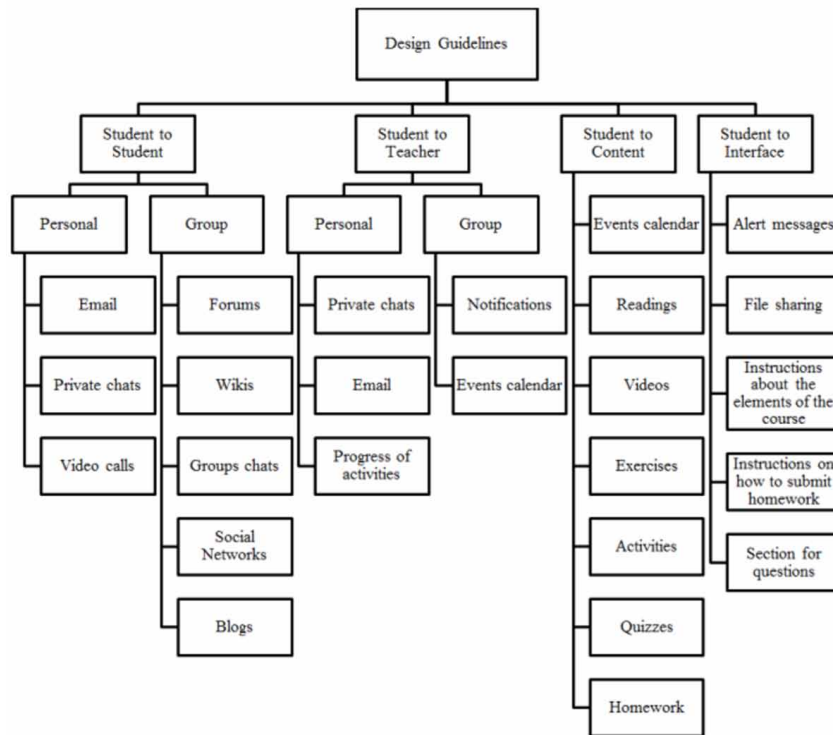 Design Guidelines
Student to
Student
Student to
Teacher
Student to
Content
Student to
Interface
Personal
Group
Personal
Group
Events calendar
Alert messages
Email
Forums
Private chats
Notifications
Readings
File sharing
Private chats
Wikis
Email
Events calendar
Videos
Instructions
about the
elements of the
course
Video calls
Groups chats
Progress of
activities
Exercises
Instructions on
how to submit
homework
Social
Networks
Activities
Section for
questions
Blogs
Quizzes
Homework